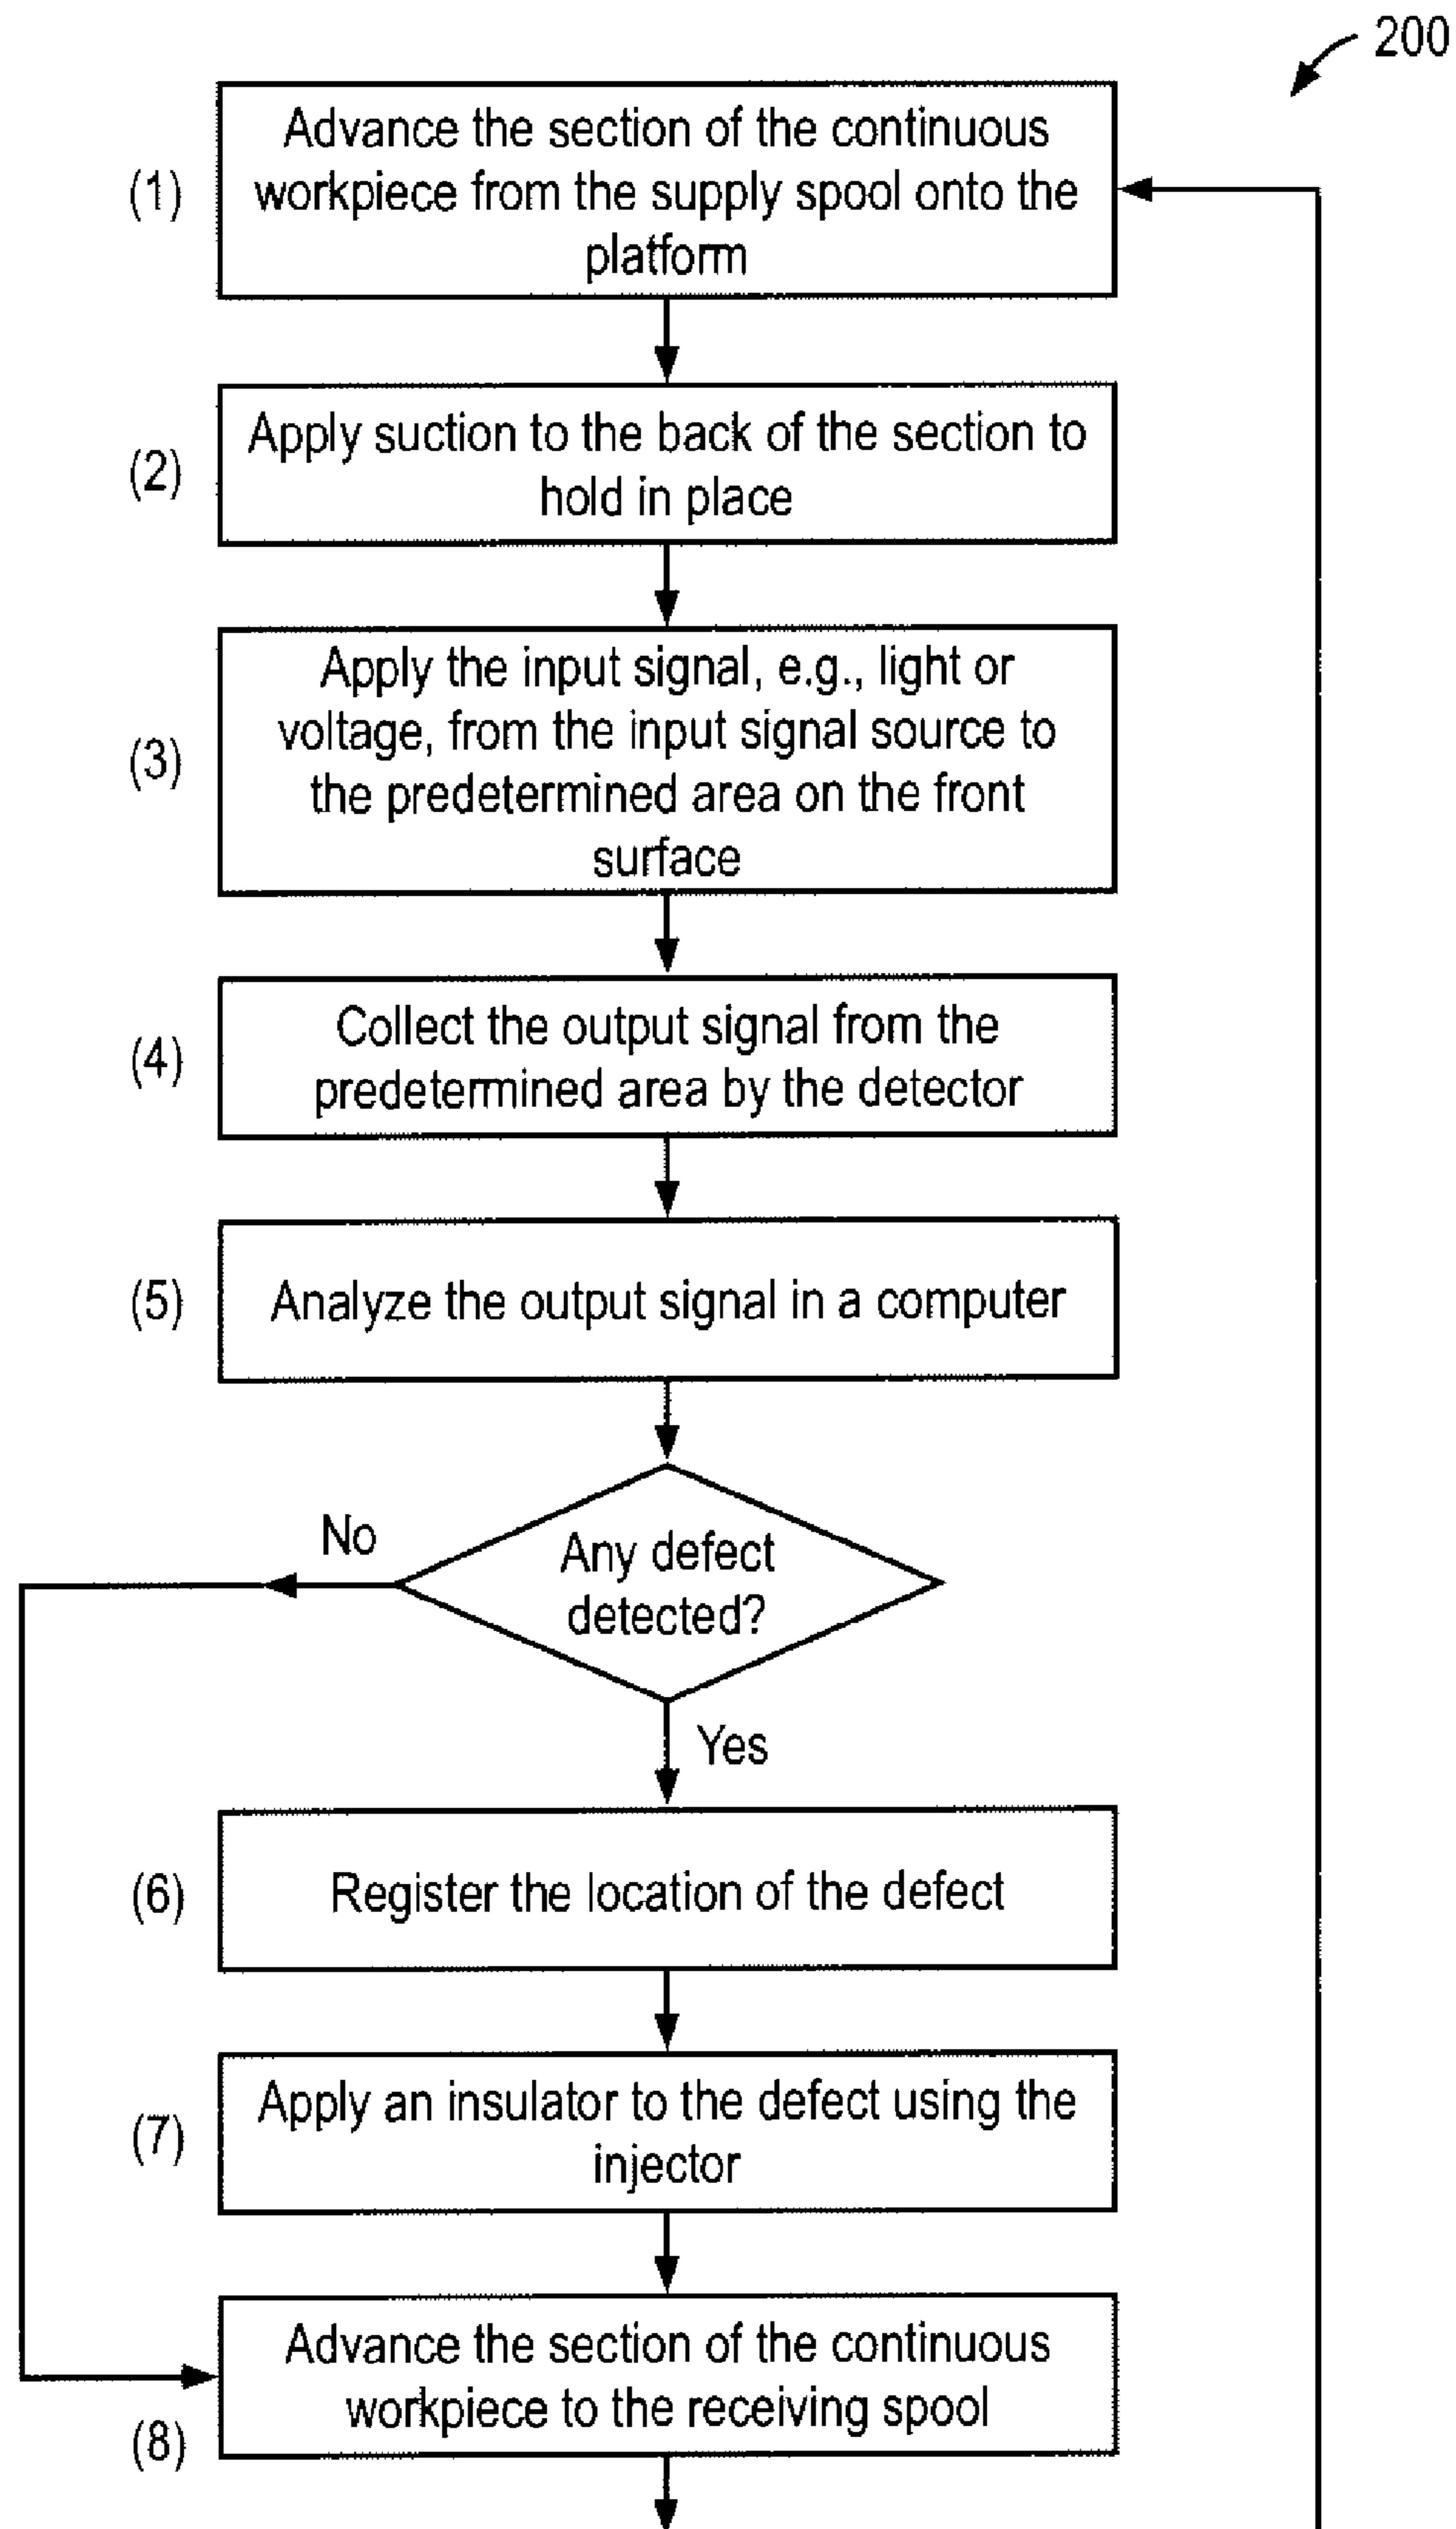 200
(1)
Advance the section of the continuous
workpiece from the supply spool onto the
platform
(2)
Apply suction to the back of the section to
hold in place
(3)
Apply the input signal, e.g., light or
voltage, from the input signal source to
the predetermined area on the front
surface
(4)
Collect the output signal from the
predetermined area by the detector
(5)
Analyze the output signal in a computer
Any defect
detected?
No
Yes
(6)
Register the location of the defect
(7)
Apply an insulator to the defect using the
injector
(8)
Advance the section of the continuous
workpiece to the receiving spool